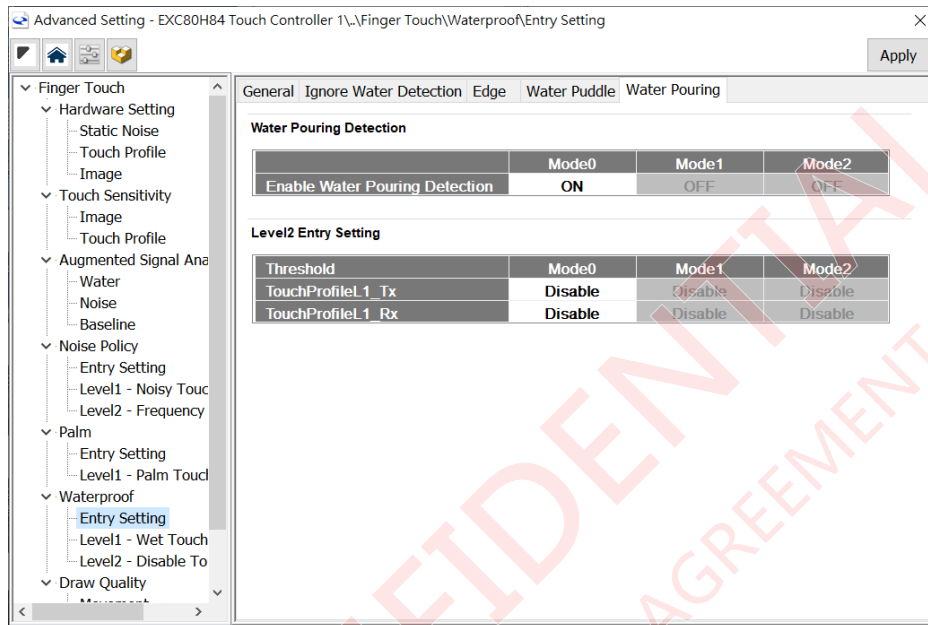 Advanced Setting - EXC80H84 Touch Controller 1\..\Finger Touch\Waterproof\Entry Setting
Apply
Finger Touch
Hardware Setting
Static Noise
Touch Profile
Image
Touch Sensitivity
Image
Touch Profile
Augmented Signal Ana
Water
Noise
Baseline
Noise Policy
Entry Setting
Level1 - Noisy Touc
Level2 - Frequency
Palm
Entry Setting
Level1 - Palm Touch
Waterproof
Entry Setting
Level1 - Wet Touch
Level2 - Disable To
Draw Quality
General Ignore Water Detection Edge Water Puddle Water Pouring
Water Pouring Detection
Mode0 Mode1 Mode2
Enable Water Pouring Detection ON OFF OFF
Level2 Entry Setting
Threshold Mode0 Mode1 Mode2
TouchProfileL1_Tx Disable Disable Disable
TouchProfileL1_Rx Disable Disable Disable
FIDENTIAL
AGREEMENT